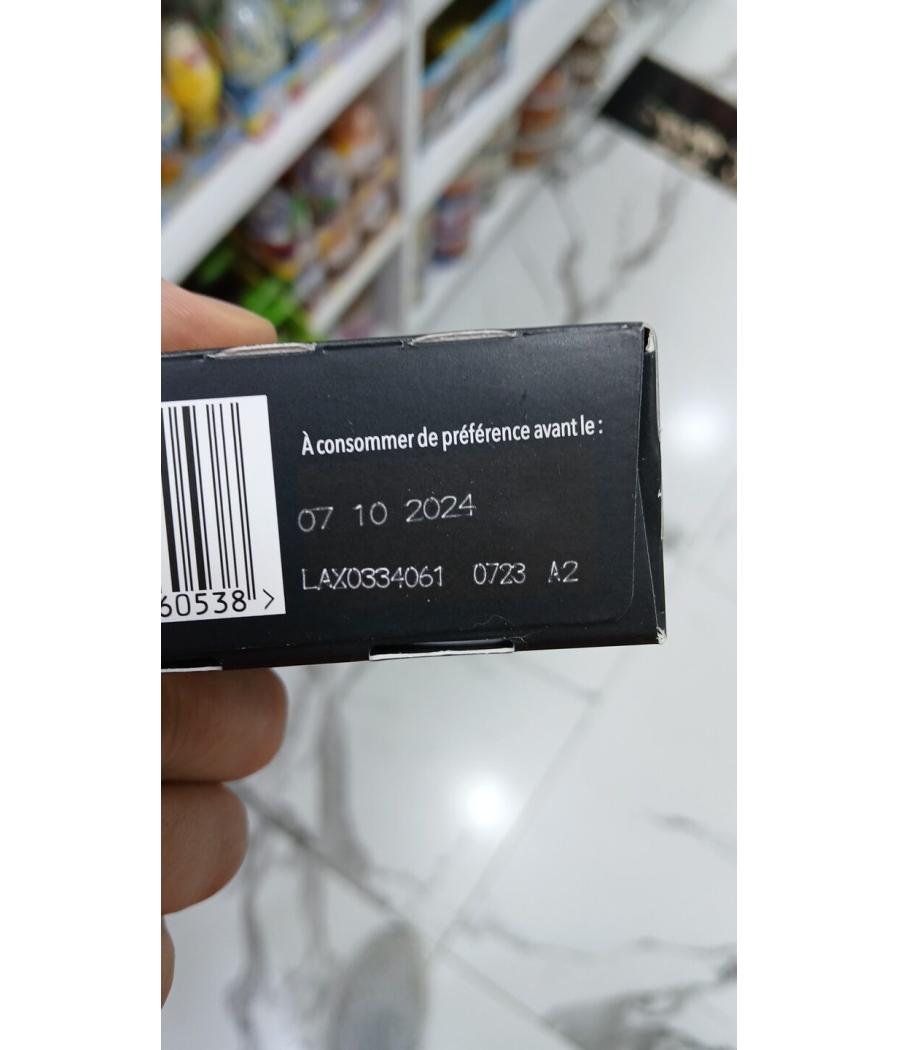 À consommer de préférence avant le :
07 10 2024
LAX0334061 0723 A2
60538 >